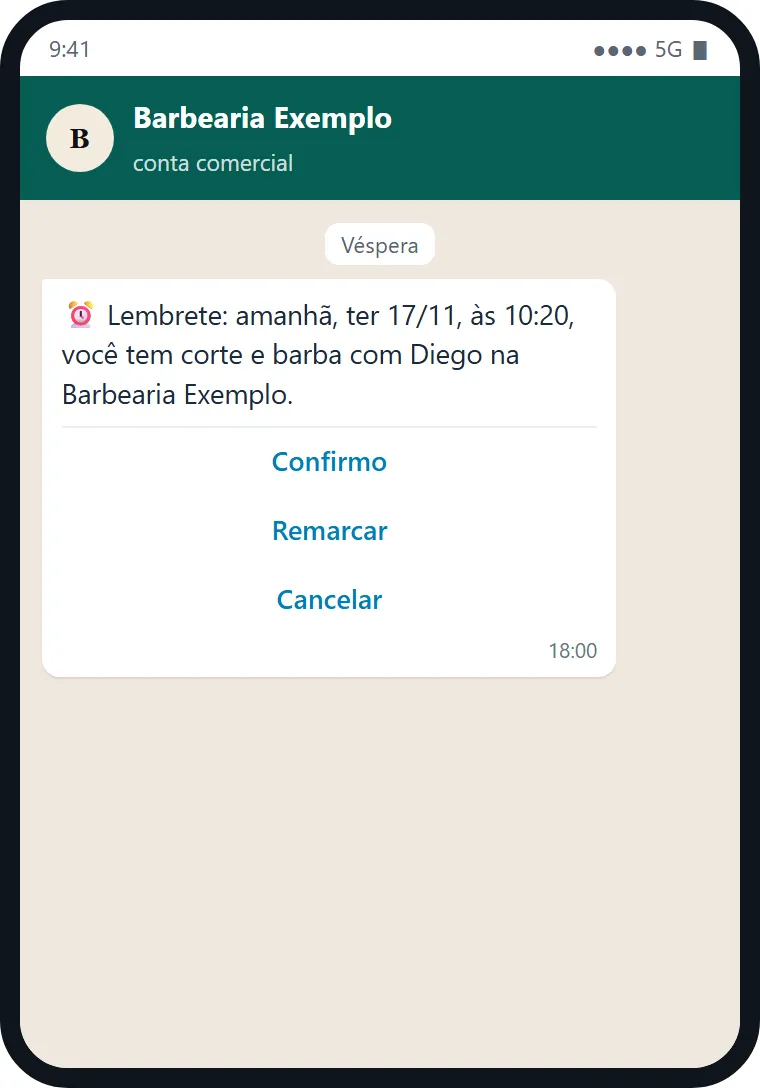 9:41 5G
B
Barbearia Exemplo
conta comercial
Véspera
⏰ Lembrete: amanhã, ter 17/11, às 10:20,
você tem corte e barba com Diego na
Barbearia Exemplo.
Confirmo
Remarcar
Cancelar
18:00